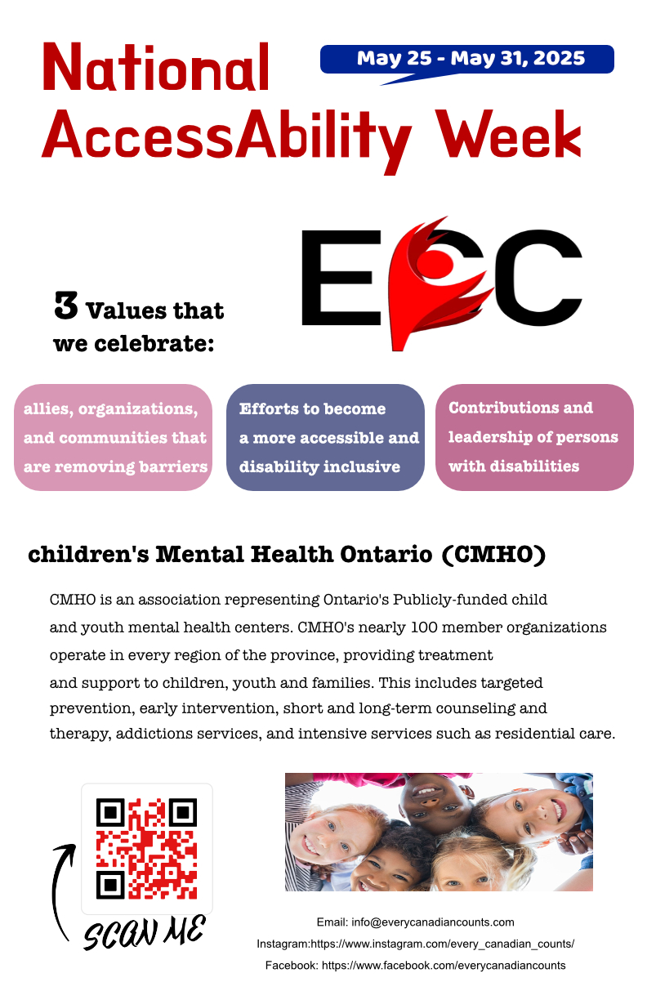 National
May 25 - May 31, 2025
AccessAbility Week
ECC
3 Values that
we celebrate:
allies, organizations,
and communities that
are removing barriers
Efforts to become
a more accessible and
disability inclusive
Contributions and
leadership of persons
with disabilities
children's Mental Health Ontario (CMHO)
CMHO is an association representing Ontario's Publicly-funded child
and youth mental health centers. CMHO's nearly 100 member organizations
operate in every region of the province, providing treatment
and support to children, youth and families. This includes targeted
prevention, early intervention, short and long-term counseling and
therapy, addictions services, and intensive services such as residential care.
SCAN ME
Email: info@everycanadiancounts.com
Instagram:https://www.instagram.com/every_canadian_counts/
Facebook: https://www.facebook.com/everycanadiancounts